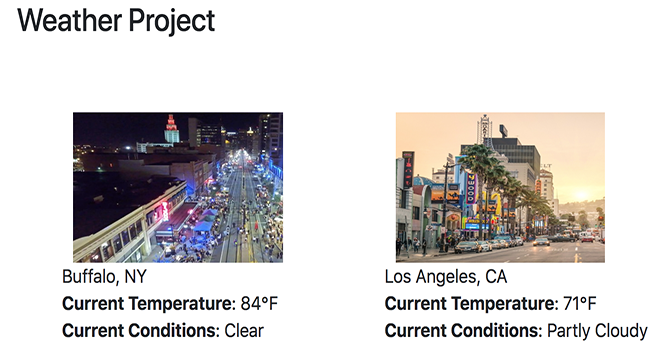 Weather Project
Buffalo, NY
Current Temperature: 84°F
Current Conditions: Clear
Los Angeles, CA
Current Temperature: 71°F
Current Conditions: Partly Cloudy